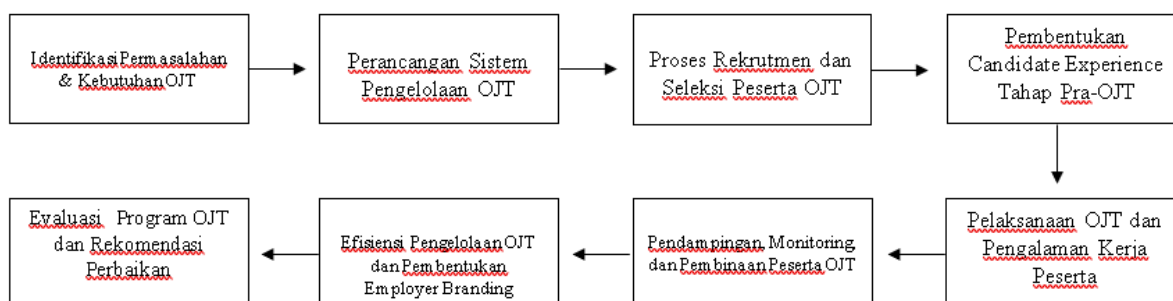 Identifikasi Permasalahan
& Kebutuhan OJT
Perancangan Sistem
Pengelolaan OJT
Proses Rekrutmen dan
Seleksi Peserta OJT
Pembentukan
Candidate Experience
Tahap Pra-OJT
Pelaksanaan OJT dan
Pengalaman Kerja
Peserta
Pendampingan, Monitoring,
dan Pembinaan Peserta OJT
Efisiensi Pengelolaan OJT
dan Pembentukan
Employer Branding
Evaluasi Program OJT
dan Rekomendasi
Perbaikan